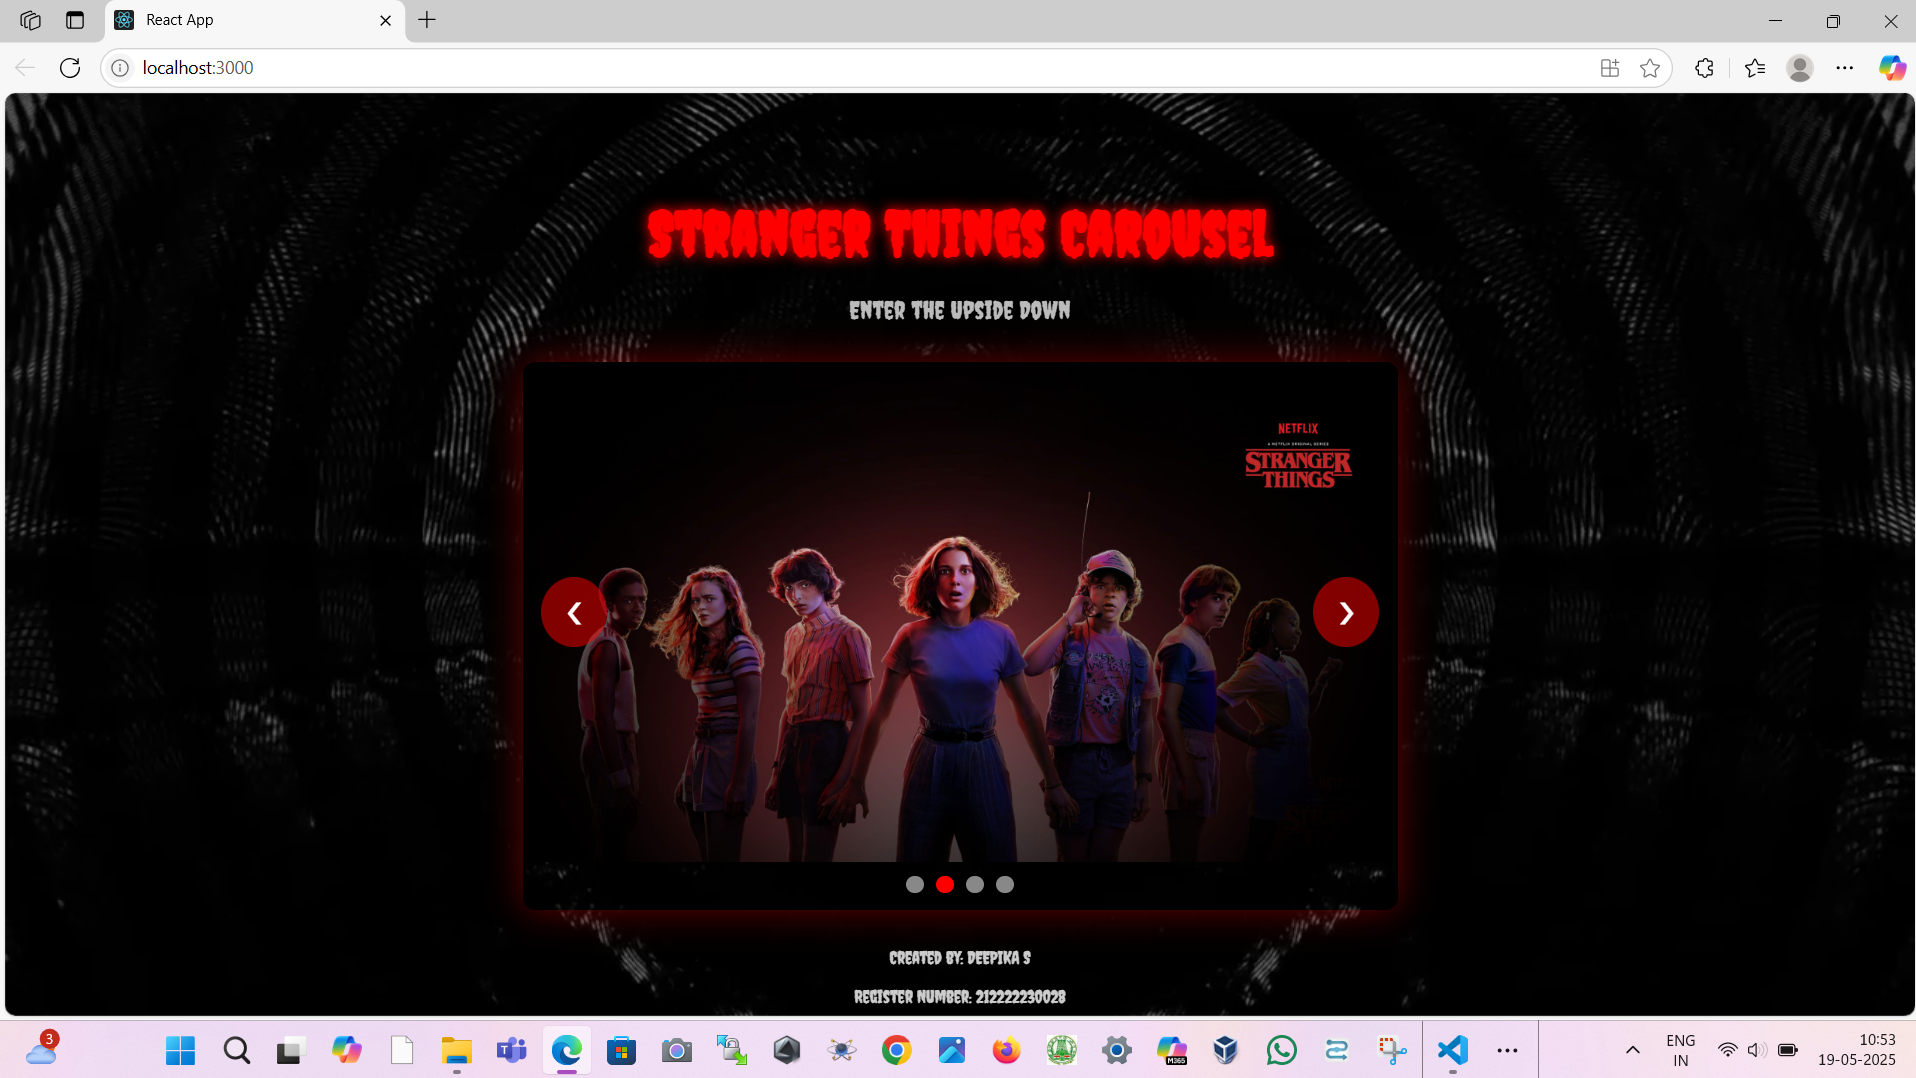 React App
localhost:3000
STRANGER THINGS CAROUSEL
ENTER THE UPSIDE DOWN
NETFLIX
A NETFLIX ORIGINAL SERIES
STRANGER
THINGS
❮
❯
CREATED BY: DEEPIKA S
REGISTER NUMBER: 212222230028
3
M365
ENG
IN
10:53
19-05-2025